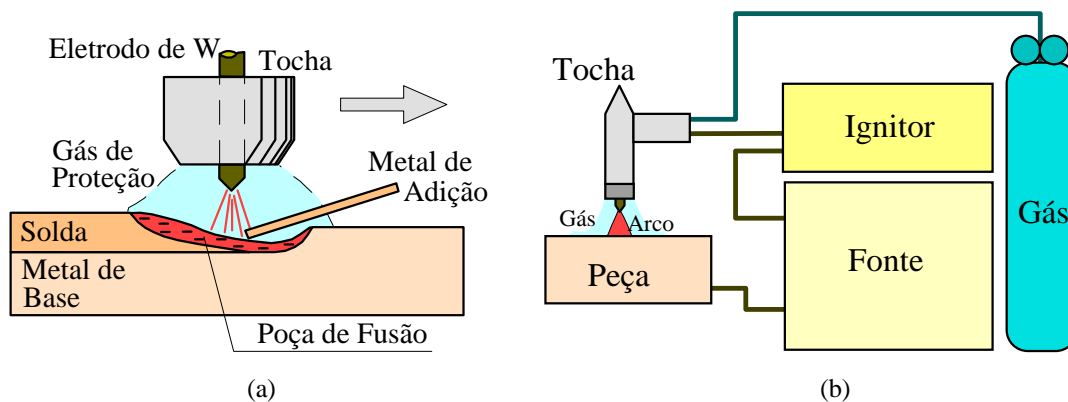 Eletrodo de W
Tocha
Gás de
Proteção
Metal de
Adição
Solda
Metal de
Base
Poça de Fusão
(a)
Tocha
Ignitor
Gás
Arco
Peça
Fonte
Gás
(b)